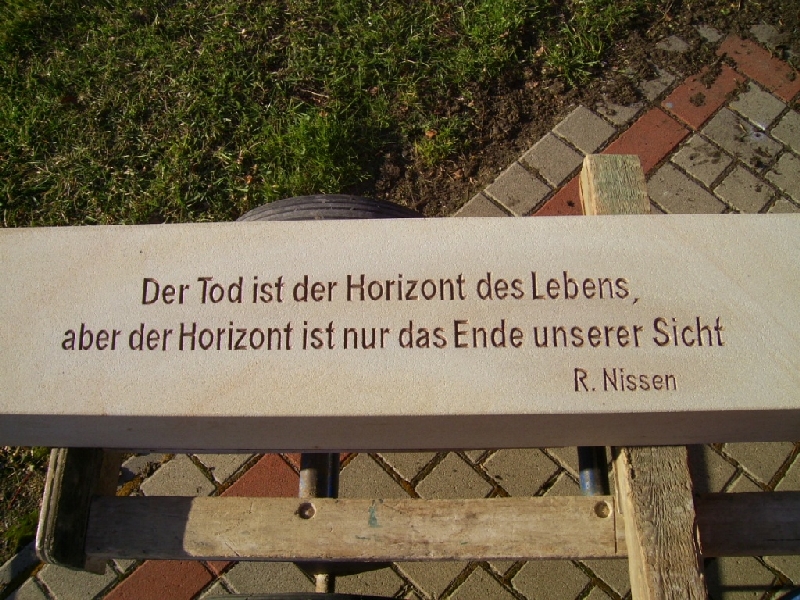 Der Tod ist der Horizont des Lebens,
aber der Horizont ist nur das Ende unserer Sicht
R. Nissen